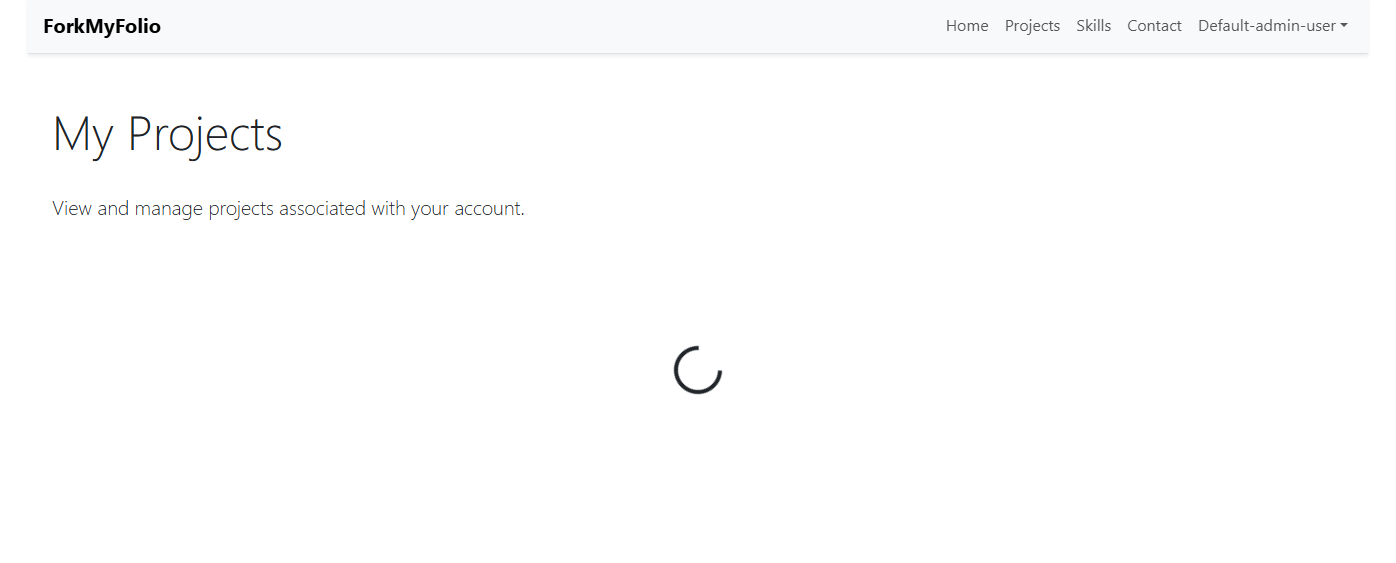 ForkMyFolio Home Projects Skills Contact Default-admin-user
My Projects
View and manage projects associated with your account.